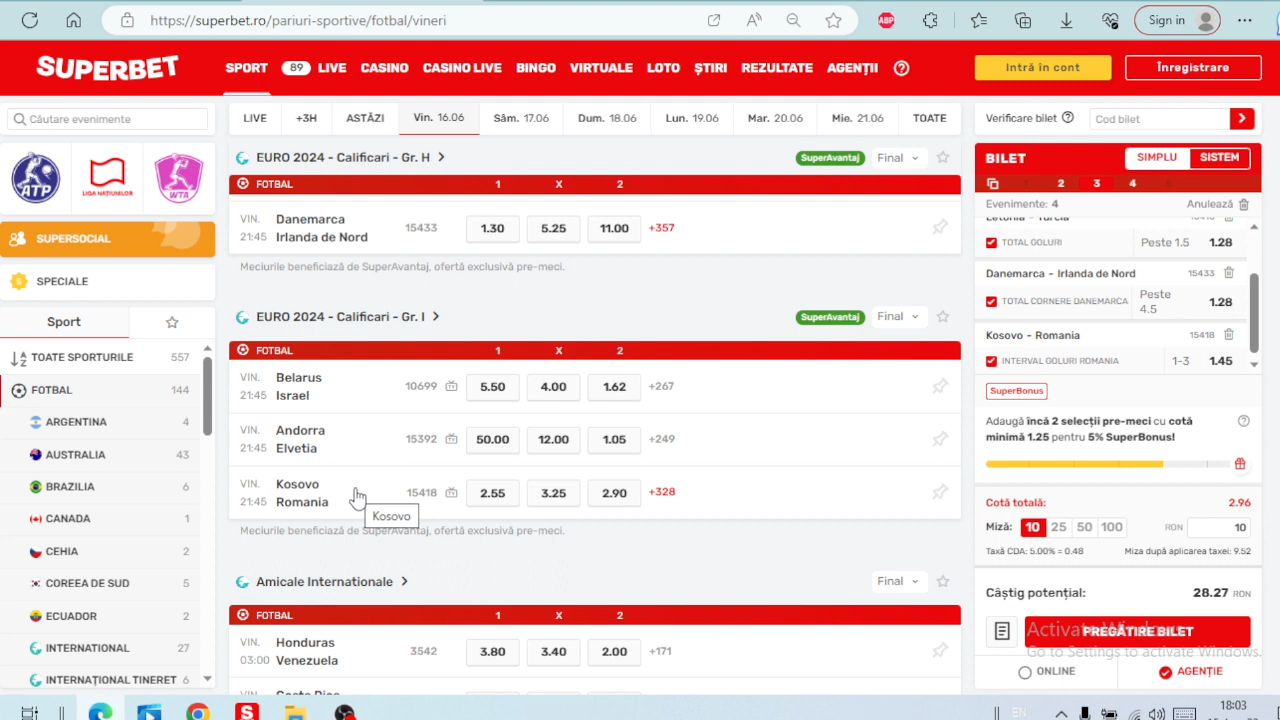 https://superbet.ro/pariuri-sportive/fotbal/vineri
ABP
Sign in
SUPERBET
SPORT 89 LIVE CASINO CASINO LIVE BINGO VIRTUALE LOTO ȘTIRI REZULTATE AGENȚII
Intră în cont
Înregistrare
Căutare evenimente
LIVE +3H ASTĂZI Vin. 16.06 Sâm. 17.06 Dum. 18.06 Lun. 19.06 Mar. 20.06 Mie. 21.06 TOATE
Verificare bilet
Cod bilet
ATP
LIGA NAȚIUNILOR
WTA
SUPERSOCIAL
SPECIALE
Sport
TOATE SPORTURILE 557
FOTBAL 144
ARGENTINA 4
AUSTRALIA 43
BRAZILIA 6
CANADA 1
CEHIA 2
COREEA DE SUD 5
ECUADOR 2
INTERNATIONAL 27
INTERNAȚIONAL TINERET 6
EURO 2024 - Calificari - Gr. H
SuperAvantaj
Final
FOTBAL 1 X 2
VIN. Danemarca
21:45 Irlanda de Nord
15433 1.30 5.25 11.00 +357
Meciurile beneficiază de SuperAvantaj, ofertă exclusivă pre-meci.
EURO 2024 - Calificari - Gr. I
SuperAvantaj
Final
FOTBAL 1 X 2
VIN. Belarus
21:45 Israel
10699 5.50 4.00 1.62 +267
VIN. Andorra
21:45 Elvetia
15392 50.00 12.00 1.05 +249
VIN. Kosovo
21:45 Romania
15418 2.55 3.25 2.90 +328
Kosovo
Meciurile beneficiază de SuperAvantaj, ofertă exclusivă pre-meci.
Amicale Internationale
Final
FOTBAL 1 X 2
VIN. Honduras
03:00 Venezuela
3542 3.80 3.40 2.00 +171
BILET
SIMPLU SISTEM
2 3 4
Evenimente: 4
Anulează
Letonia - Turcia
TOTAL GOLURI Peste 1.5 1.28
Danemarca - Irlanda de Nord 15433
TOTAL CORNERE DANEMARCA Peste 4.5 1.28
Kosovo - Romania 15418
INTERVAL GOLURI ROMANIA 1-3 1.45
SuperBonus
Adaugă încă 2 selecții pre-meci cu cotă
minimă 1.25 pentru 5% SuperBonus!
Cotă totală: 2.96
Miză: 10 25 50 100 RON 10
Taxă CDA: 5.00% = 0.48 Miza după aplicarea taxei: 9.52
Câștig potențial: 28.27 RON
PREGĂTIRE BILET
Activate Windows
Go to Settings to activate Windows.
ONLINE
AGENȚIE
EN
18:03